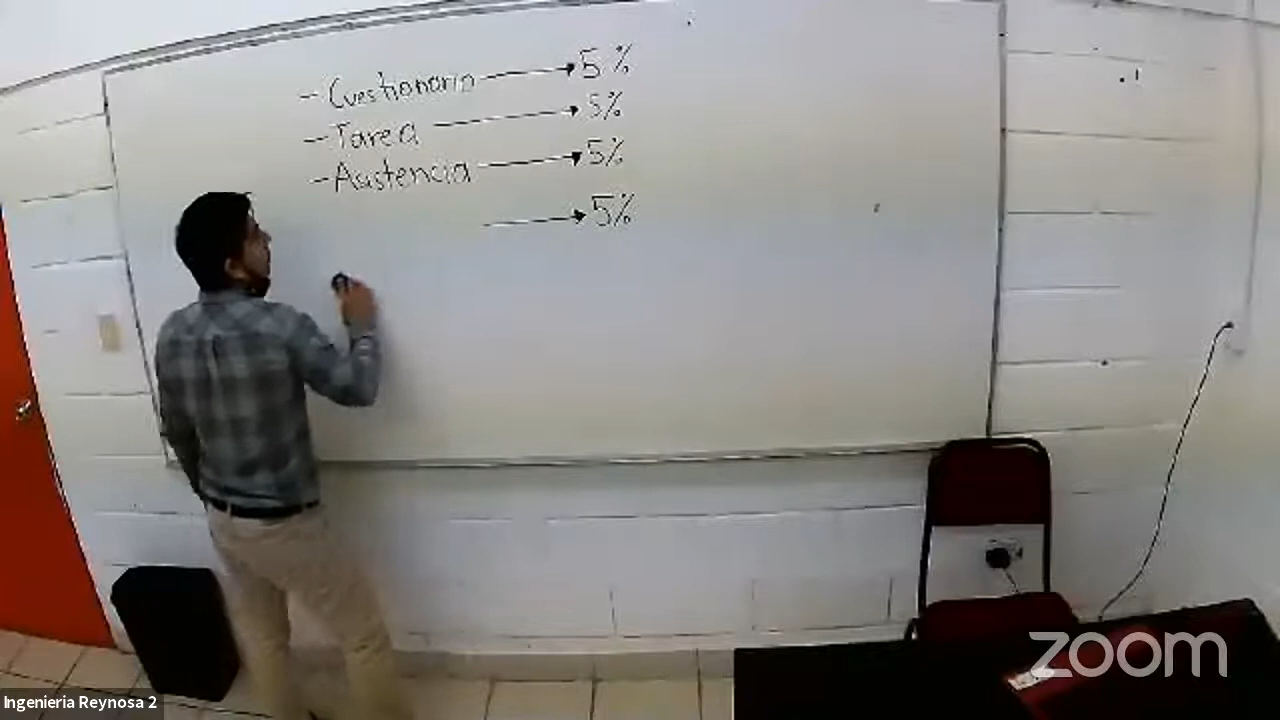 - Cuestionario → 5 %
- Tarea → 5%
- Asistencia → 5%
→ 5%
zoom
Ingenieria Reynosa 2